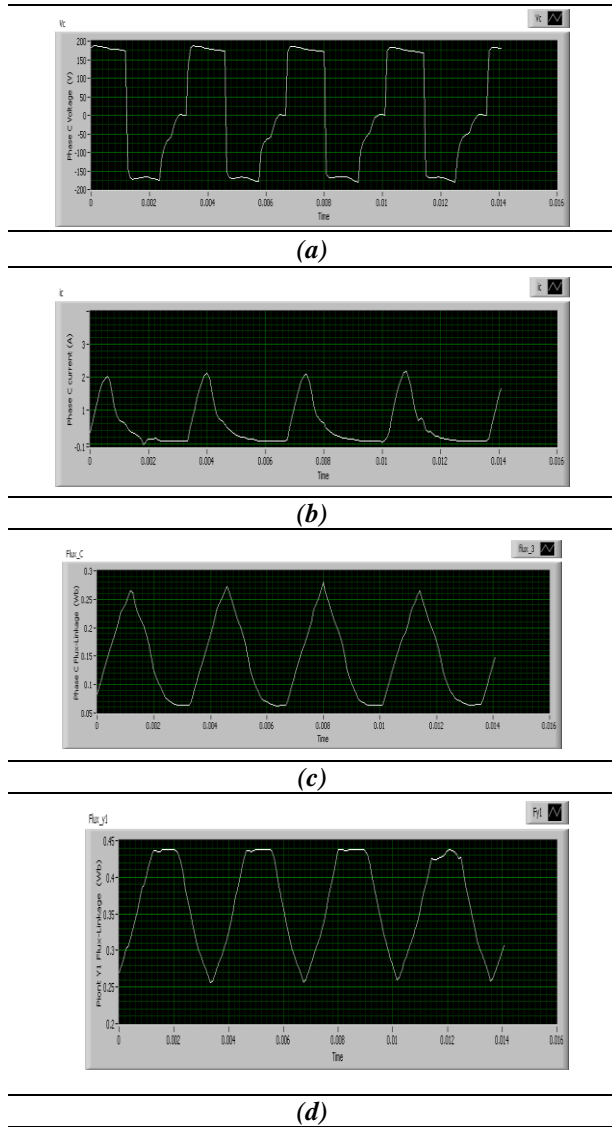 Vc
Vc
Phase C Voltage (V)
200-
150-
100-
50-
0-
-50-
-100-
-150-
-200-
0 0.002 0.004 0.006 0.008 0.01 0.012 0.014 0.016
Time
(a)
ic
ic
Phase C current (A)
3-
2-
1-
-0.1-
0 0.002 0.004 0.006 0.008 0.01 0.012 0.014 0.016
Time
(b)
Flux_C
flux_3
Phase C Flux-Linkage (Wb)
0.3-
0.25-
0.2-
0.15-
0.1-
0.05-
0 0.002 0.004 0.006 0.008 0.01 0.012 0.014 0.016
Time
(c)
Flux_y1
Fy1
Piont Y1 Flux-Linkage (Wb)
0.45-
0.4-
0.35-
0.3-
0.25-
0.2-
0 0.002 0.004 0.006 0.008 0.01 0.012 0.014 0.016
Time
(d)